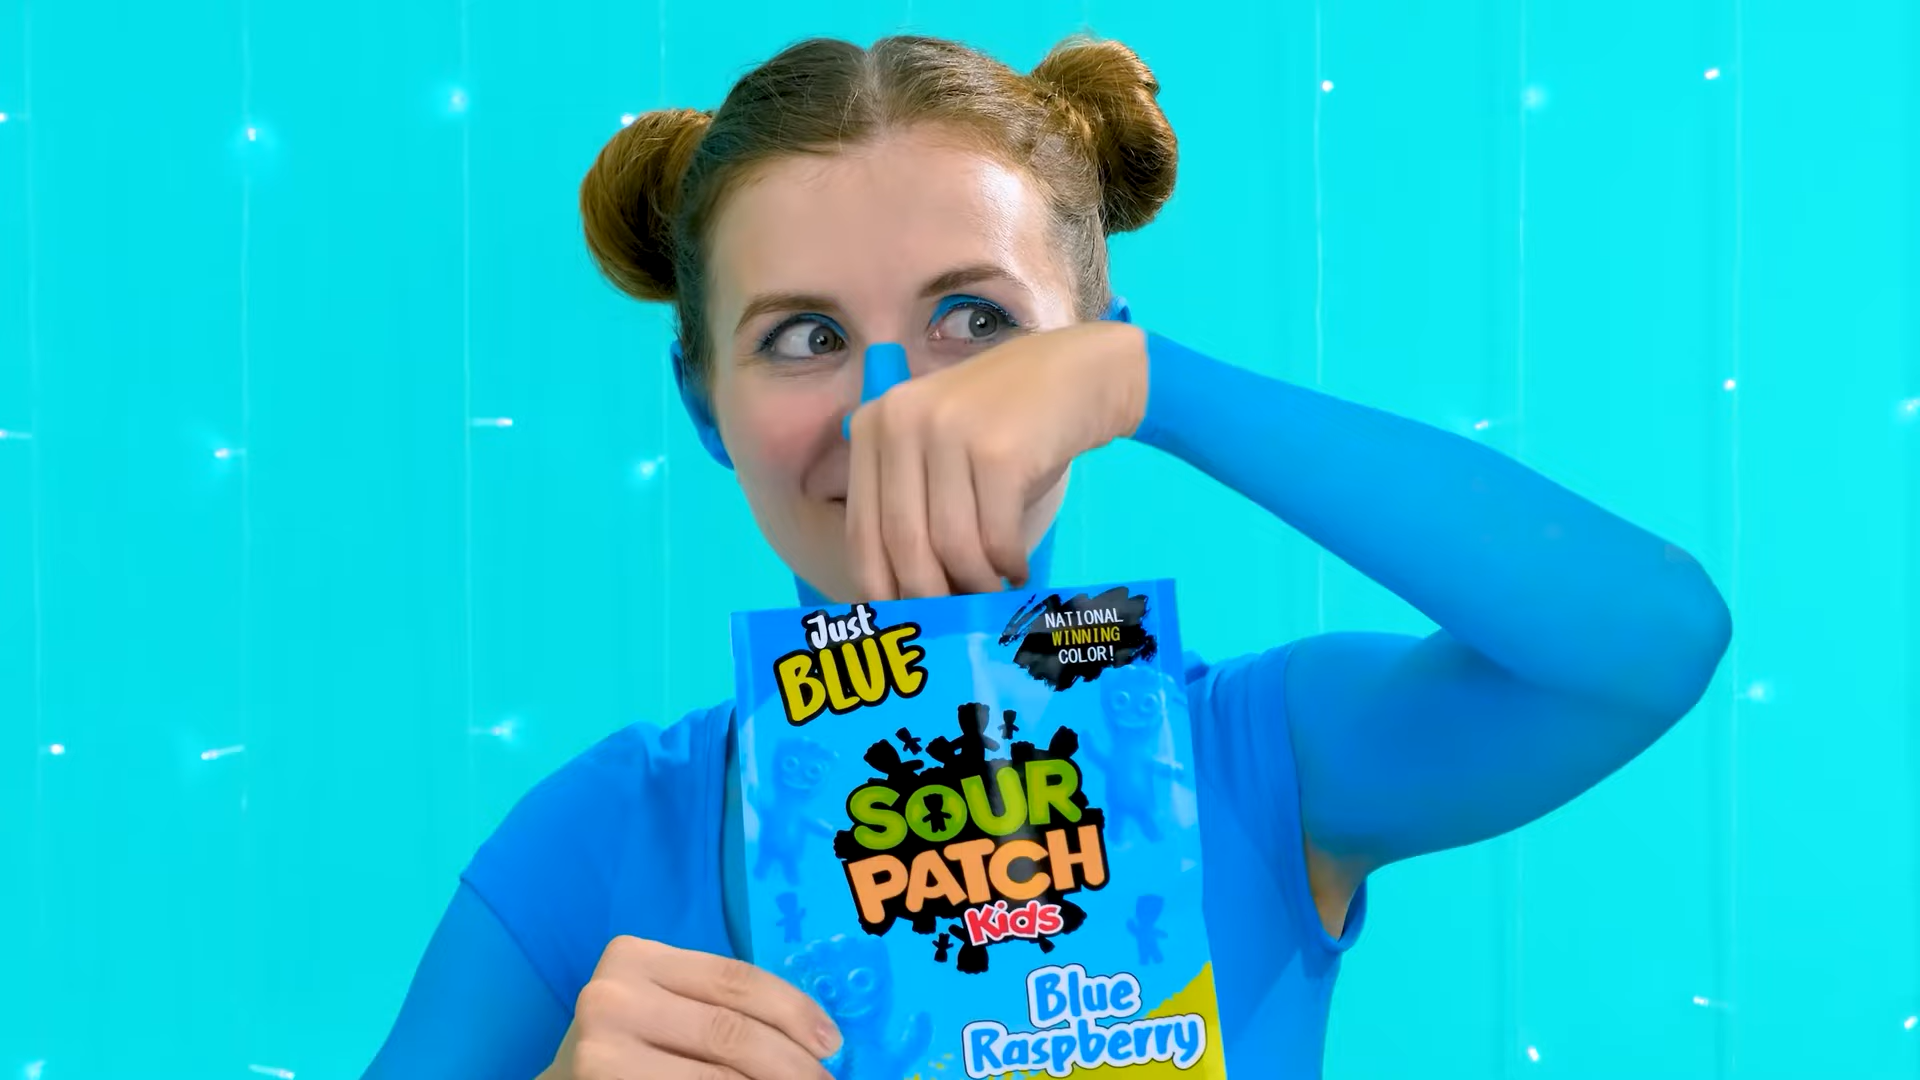 Just
BLUE
NATIONAL
WINNING
COLOR!
SOUR
PATCH
Kids
Blue
Raspberry